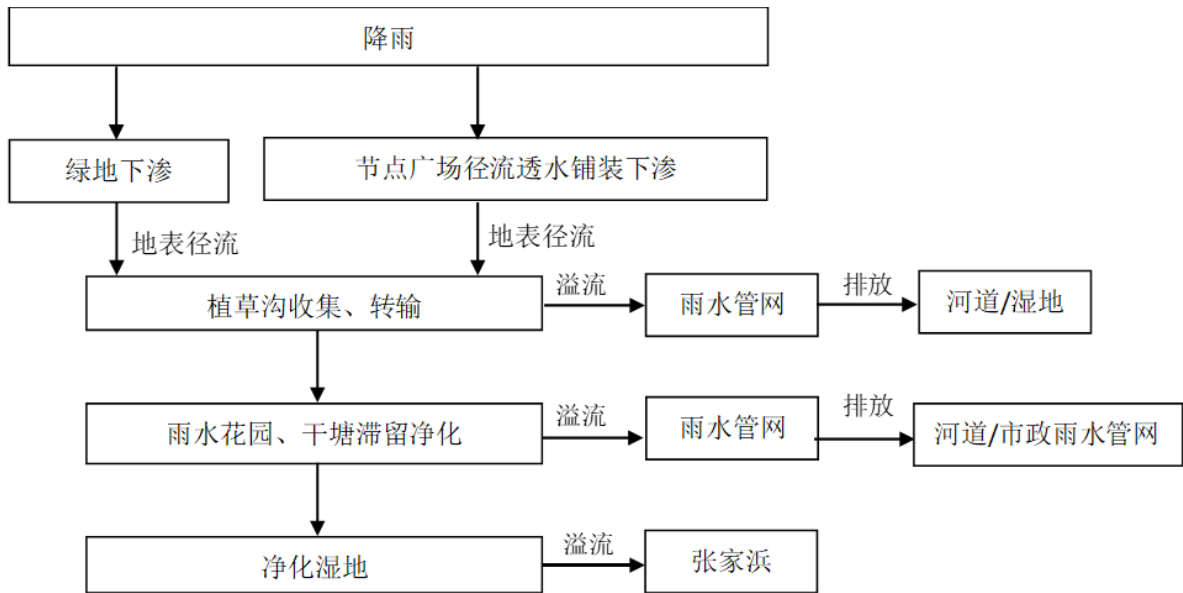 降雨
绿地下渗
节点广场径流透水铺装下渗
地表径流
地表径流
植草沟收集、转输
溢流
雨水管网
排放
河道/湿地
雨水花园、干塘滞留净化
溢流
雨水管网
排放
河道/市政雨水管网
净化湿地
溢流
张家浜